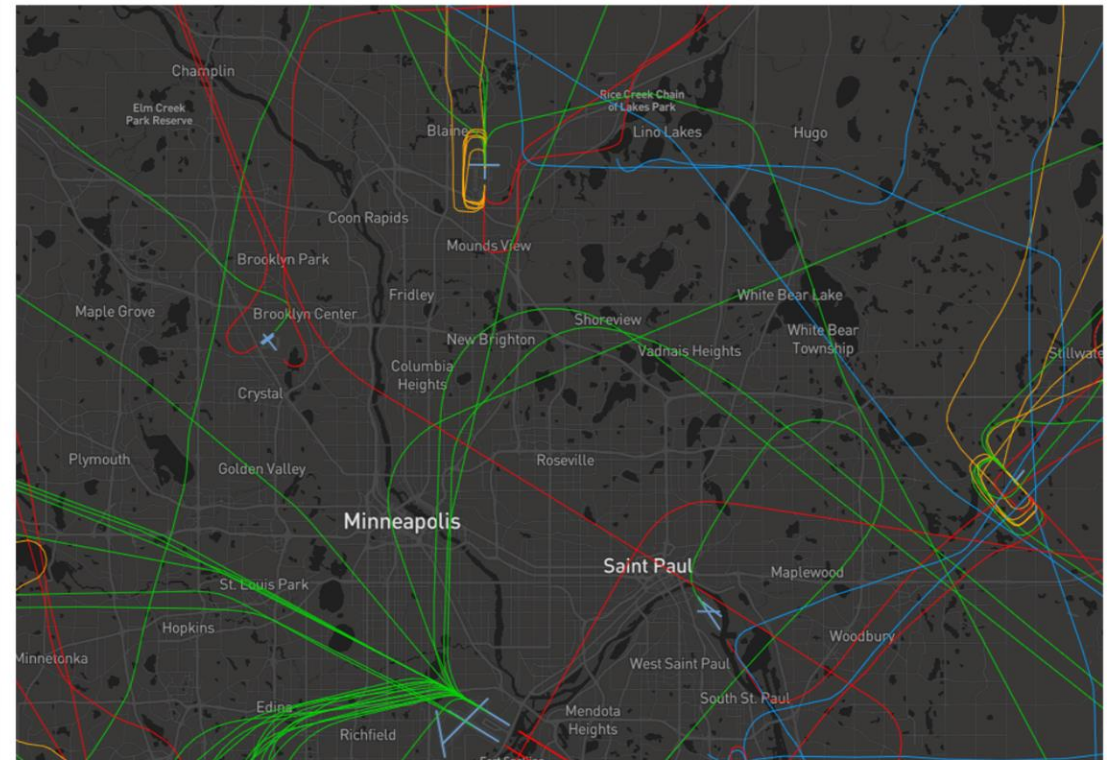 Champlin
Rice Creek Chain
of Lakes Park
Elm Creek
Park Reserve
Blaine
Lino Lakes
Hugo
Coon Rapids
Mounds View
Brooklyn Park
Fridley
White Bear Lake
Maple Grove
Brooklyn Center
Shoreview
New Brighton
White Bear
Township
Vadnais Heights
Stillwate
Columbia
Heights
Crystal
Plymouth
Golden Valley
Roseville
Minneapolis
Saint Paul
Maplewood
St. Louis Park
Hopkins
Woodbury
Minnetonka
West Saint Paul
South St. Paul
Edina
Mendota
Heights
Richfield